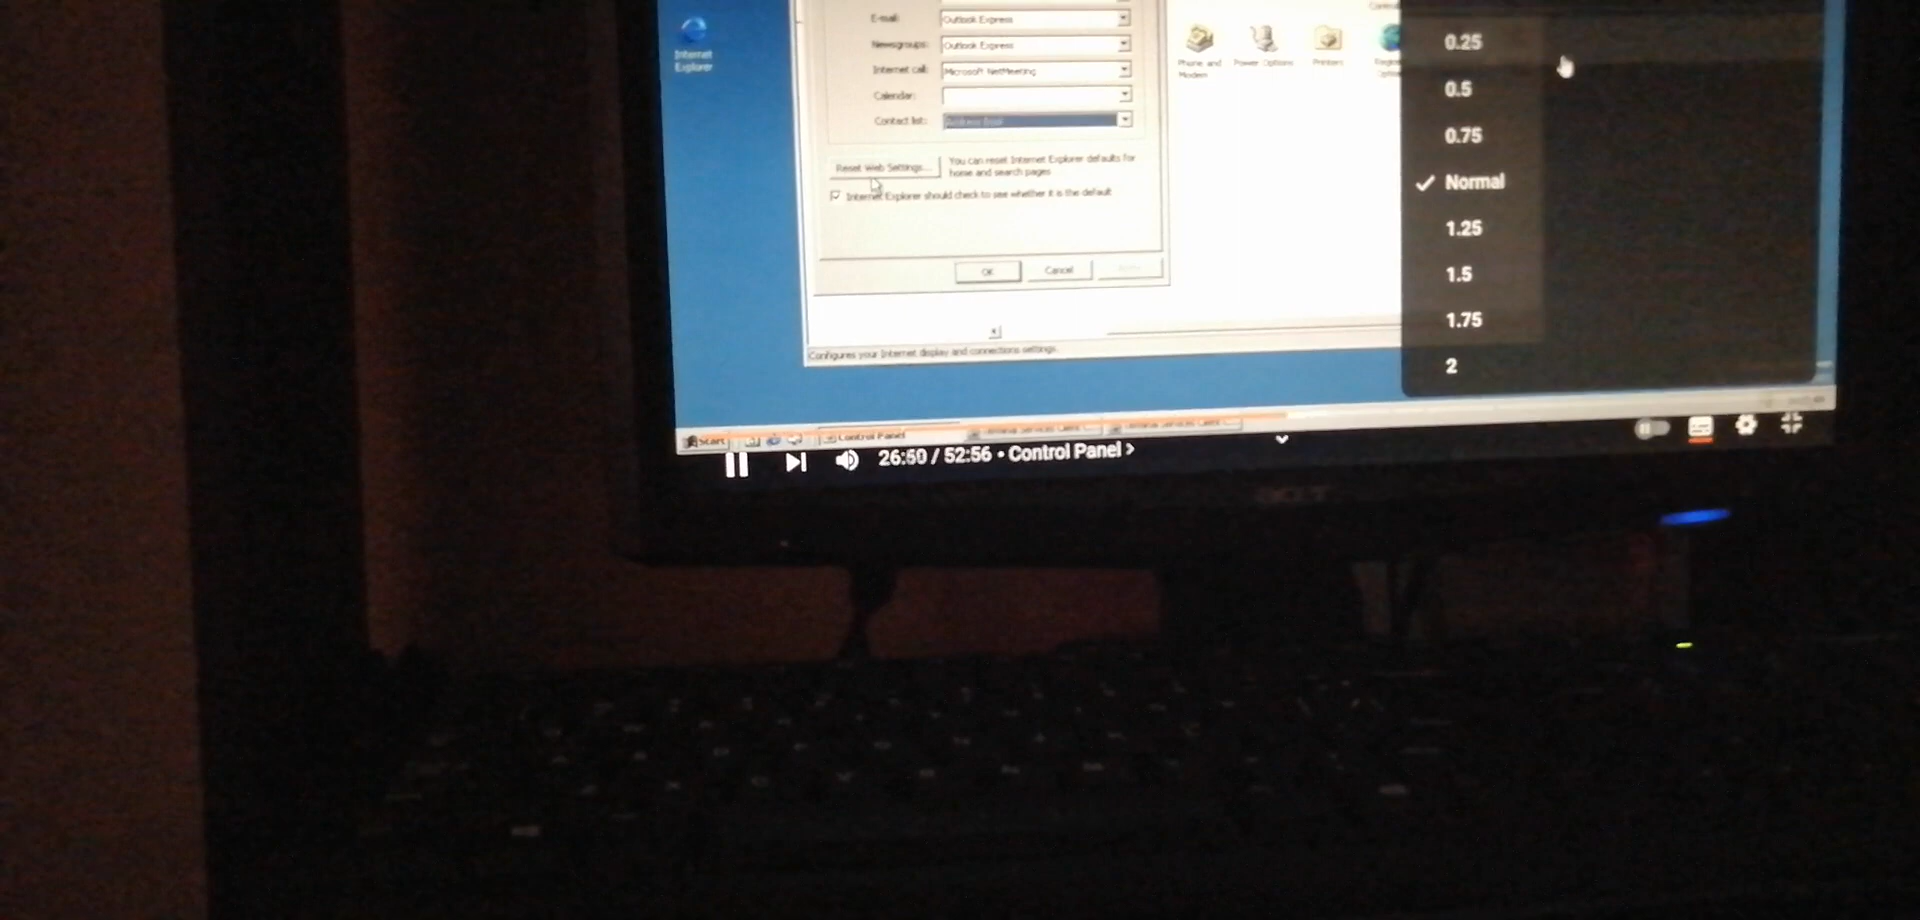 E-mail:
Outlook Express
Newsgroups:
Outlook Express
Internet call:
Microsoft NetMeeting
Calendar:
Contact list:
Address Book
Reset Web Settings...
You can reset Internet Explorer defaults for
home and search pages
Internet Explorer should check to see whether it is the default
OK
Cancel
Configures your Internet display and connections settings.
Internet
Explorer
Phone and
Modem
Power Options
Printers
0.25
0.5
0.75
Normal
1.25
1.5
1.75
2
Start
Control Panel
26:50 / 52:56 • Control Panel >
acer